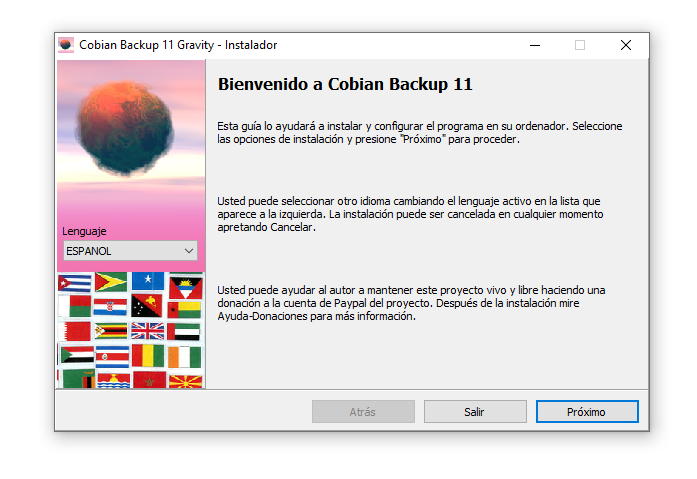 Cobian Backup 11 Gravity - Instalador
Bienvenido a Cobian Backup 11
Esta guía lo ayudará a instalar y configurar el programa en su ordenador. Seleccione
las opciones de instalación y presione "Próximo" para proceder.
Usted puede seleccionar otro idioma cambiando el lenguaje activo en la lista que
aparece a la izquierda. La instalación puede ser cancelada en cualquier momento
apretando Cancelar.
Lenguaje
ESPANOL
Usted puede ayudar al autor a mantener este proyecto vivo y libre haciendo una
donación a la cuenta de Paypal del proyecto. Después de la instalación mire
Ayuda-Donaciones para más información.
Atrás
Salir
Próximo